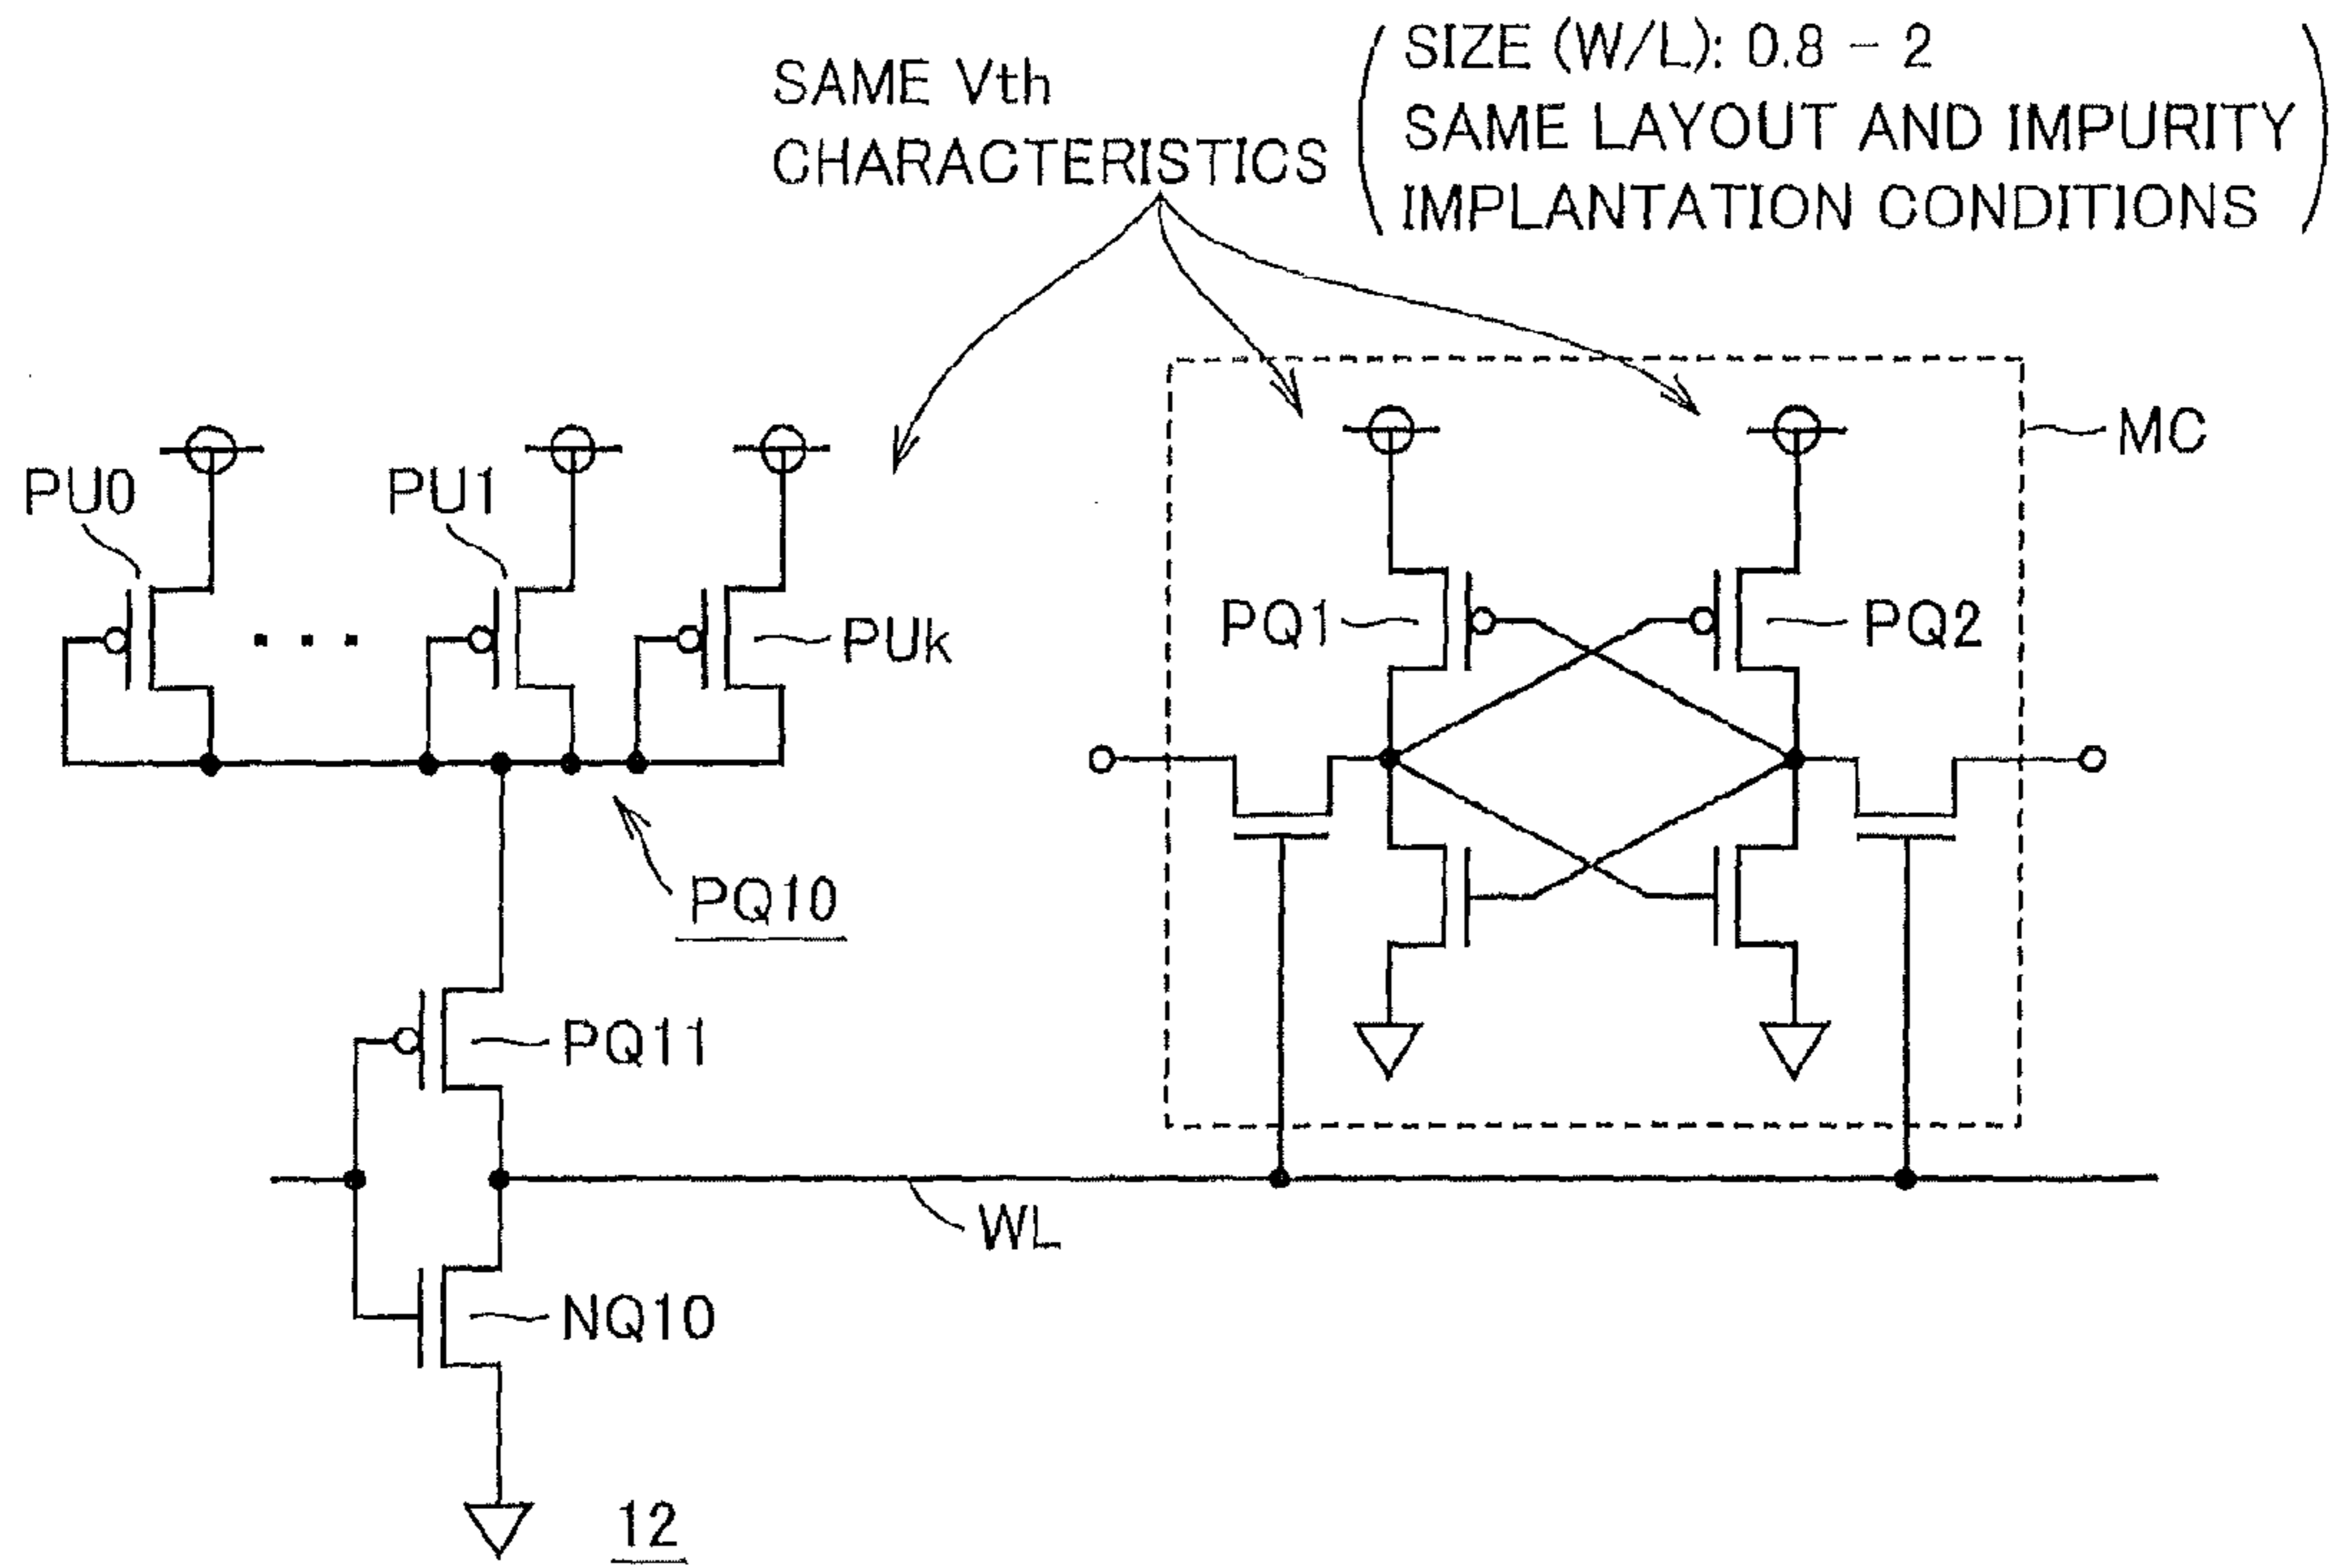 SAME Vth
CHARACTERISTICS
SIZE (W/L): 0.8 - 2
SAME LAYOUT AND IMPURITY
IMPLANTATION CONDITIONS
MC
PU0
PU1
PUk
PQ1
PQ2
PQ10
PQ11
WL
NQ10
12